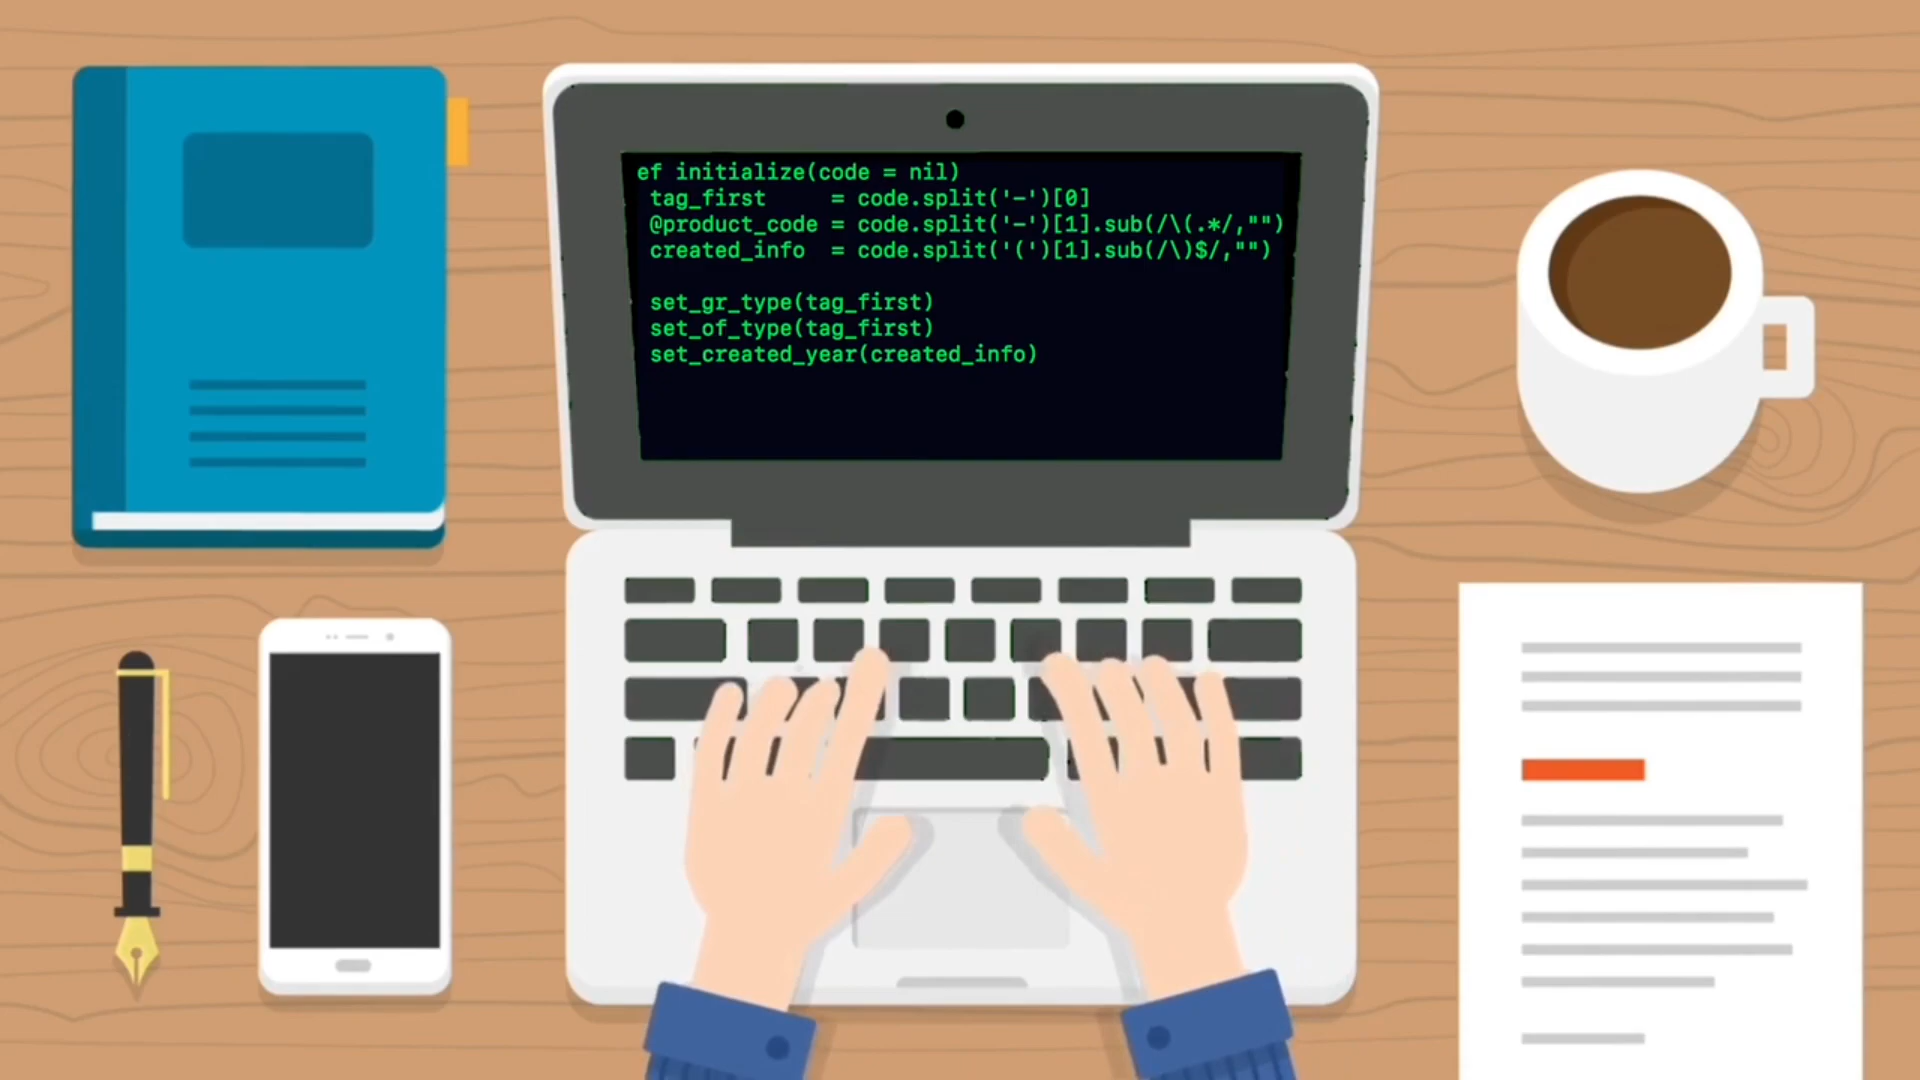 ef initialize(code = nil)
tag_first     = code.split('-')[0]
@product_code = code.split('-')[1].sub(/\(.*/,"")
created_info  = code.split('(')[1].sub(/\)$/,"")
set_gr_type(tag_first)
set_of_type(tag_first)
set_created_year(created_info)